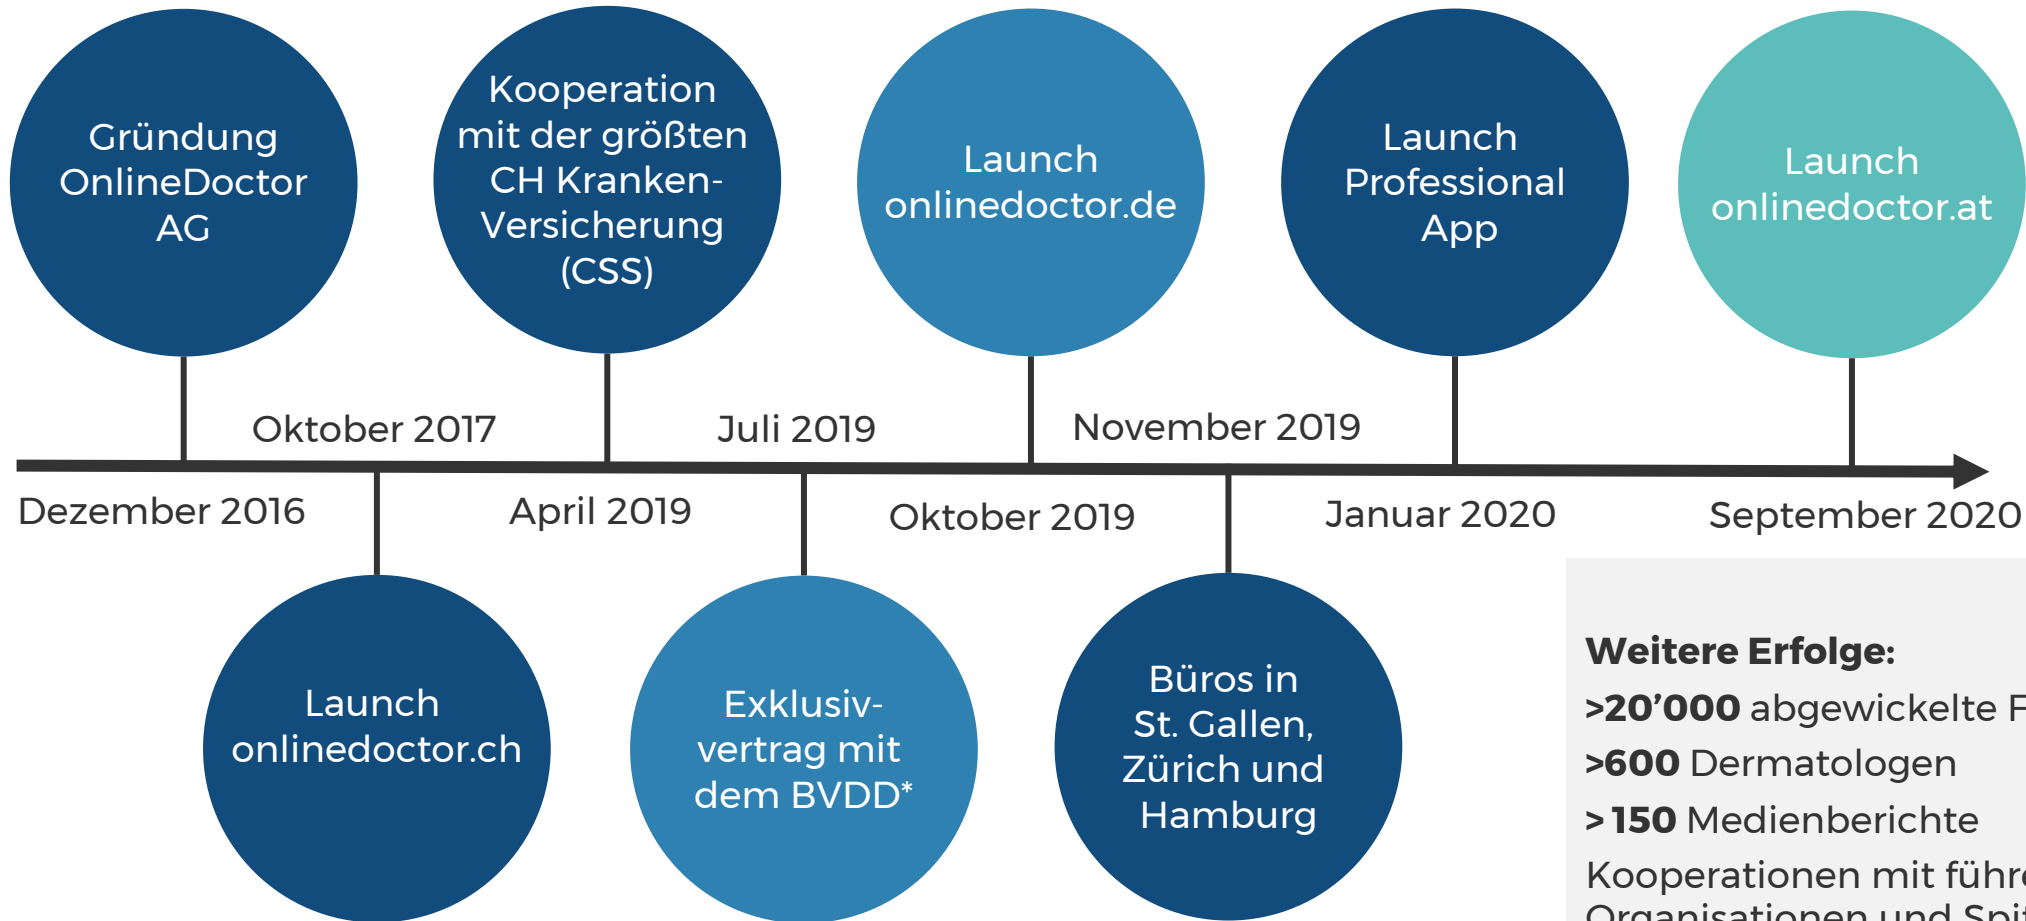 Gründung
OnlineDoctor
AG
Kooperation
mit der größten
CH Kranken-
Versicherung
(CSS)
Launch
onlinedoctor.de
Launch
Professional
App
Launch
onlinedoctor.at
Oktober 2017
Juli 2019
November 2019
Dezember 2016
April 2019
Oktober 2019
Januar 2020
September 2020
Launch
onlinedoctor.ch
Exklusiv-
vertrag mit
dem BVDD*
Büros in
St. Gallen,
Zürich und
Hamburg
Weitere Erfolge:
>20’000 abgewickelte
>600 Dermatologen
> 150 Medienberichte
Kooperationen mit
Organisationen und